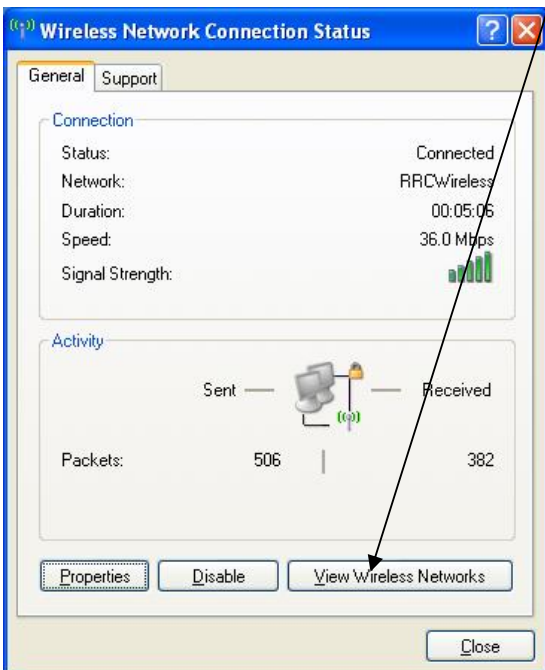 Wireless Network Connection Status
General Support
Connection
Status: Connected
Network: RRCWireless
Duration: 00:05:06
Speed: 36.0 Mbps
Signal Strength:
Activity
Sent Received
Packets: 506 382
Properties Disable View Wireless Networks
Close